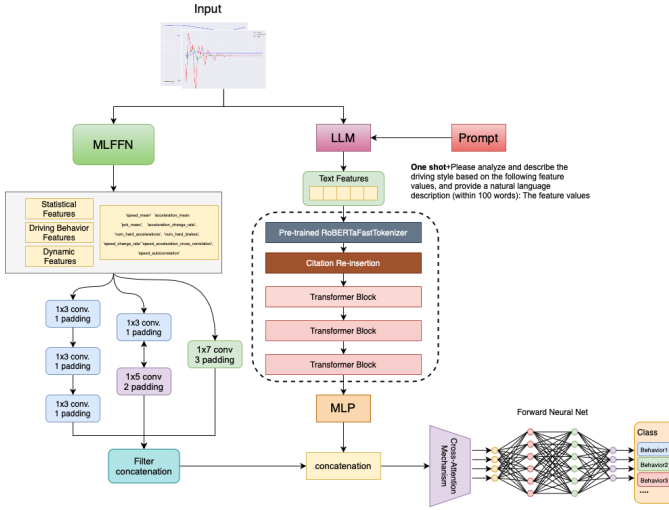 Input
MLFFN
LLM
Prompt
One shot+Please analyze and describe the
driving style based on the following feature
values, and provide a natural language
description (within 100 words): The feature values
Text Features
Statistical
Features
Driving Behavior
Features
Dynamic
Features
'speed_mean' 'acceleration_mean'
'jerk_mean', 'acceleration_change_rate',
'num_hard_accelerations', 'num_hard_brakes',
'speed_change_rate' 'speed_acceleration_cross_correlation',
'speed_autocorrelation'
Pre-trained RoBERTaFastTokenizer
Citation Re-insertion
Transformer Block
Transformer Block
Transformer Block
1x3 conv.
1 padding
1x3 conv.
1 padding
1x3 conv.
1 padding
1x3 conv.
1 padding
1x5 conv
2 padding
1x7 conv
3 padding
MLP
Filter
concatenation
concatenation
Cross-Attention
Mechanism
Forward Neural Net
Class
Behavior1
Behavior2
Behavior3
....